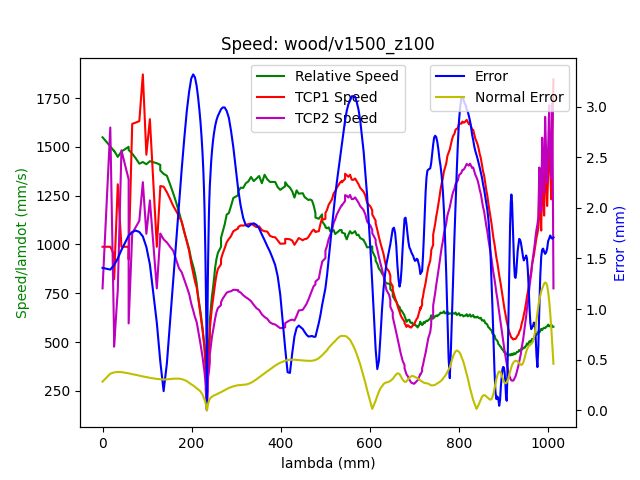 Speed: wood/v1500_z100
Relative Speed
TCP1 Speed
TCP2 Speed
Error
Normal Error
Speed/lamdot (mm/s)
1750
1500
1250
1000
750
500
250
3.0
2.5
2.0
1.5
1.0
0.5
0.0
Error (mm)
0 200 400 600 800 1000
lambda (mm)